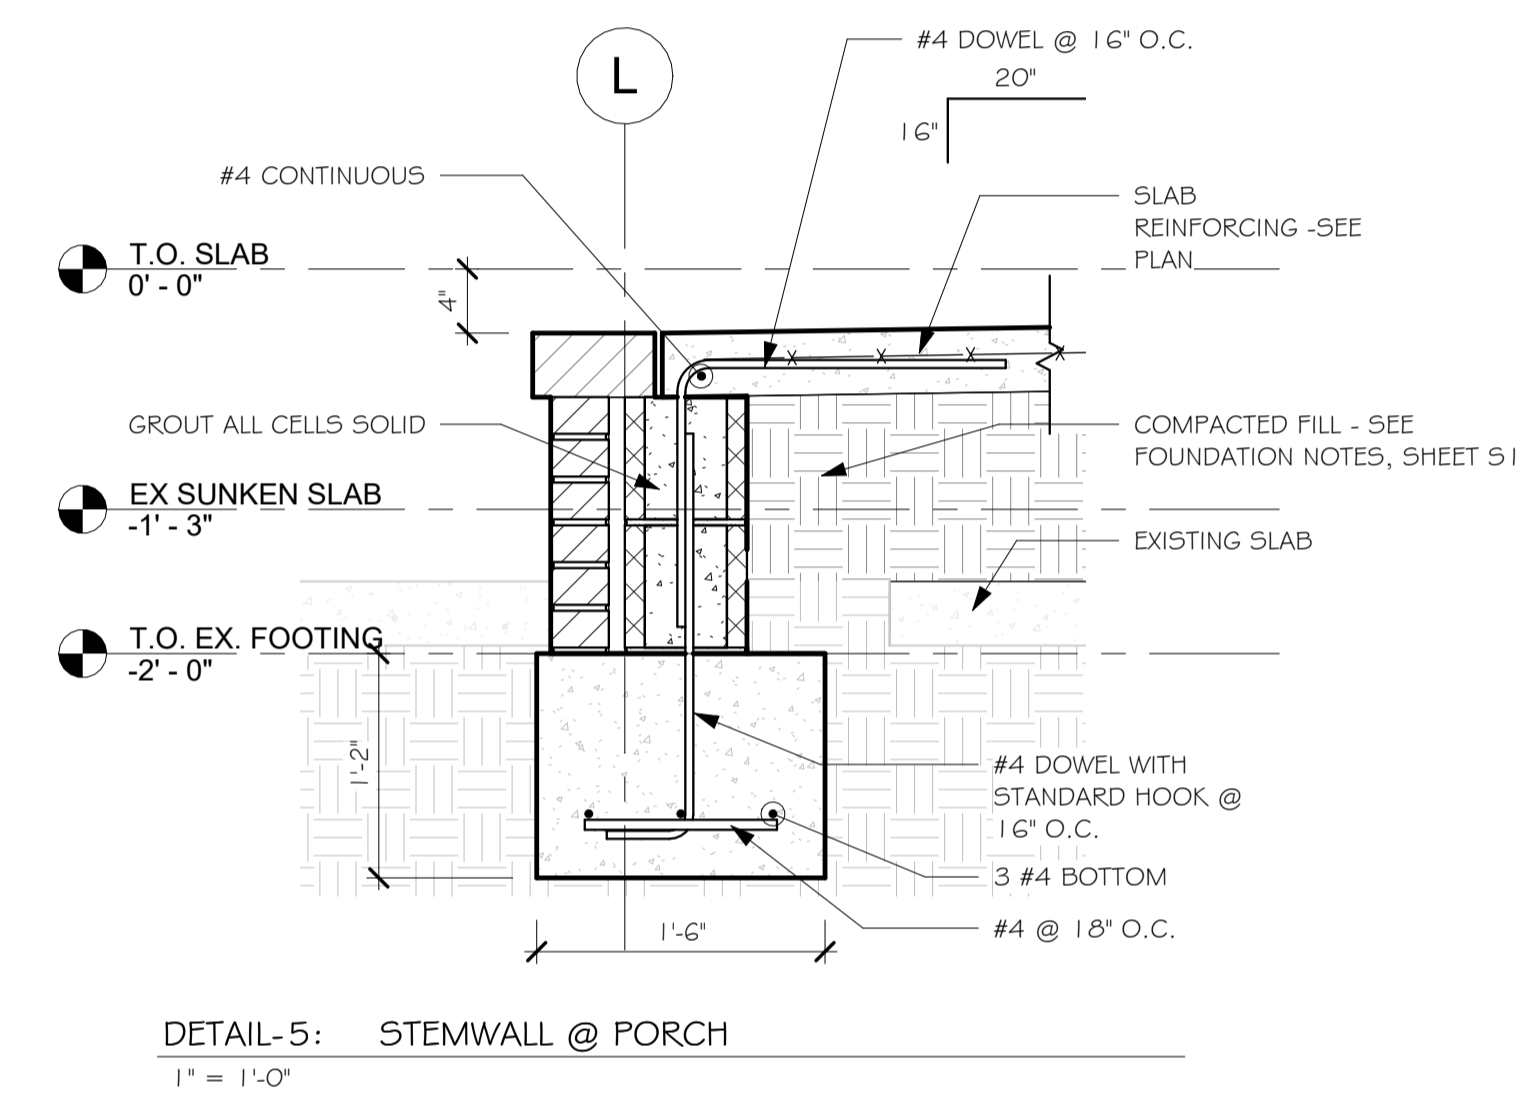 L
#4 DOWEL @ 16" O.C.
20"
16"
#4 CONTINUOUS
SLAB
REINFORCING -SEE
PLAN
T.O. SLAB
0' - 0"
4"
GROUT ALL CELLS SOLID
COMPACTED FILL - SEE
FOUNDATION NOTES, SHEET S1
EX SUNKEN SLAB
-1' - 3"
EXISTING SLAB
T.O. EX. FOOTING
-2' - 0"
1'-2"
#4 DOWEL WITH
STANDARD HOOK @
16" O.C.
3 #4 BOTTOM
#4 @ 18" O.C.
1'-6"
DETAIL-5: STEMWALL @ PORCH
1" = 1'-0"